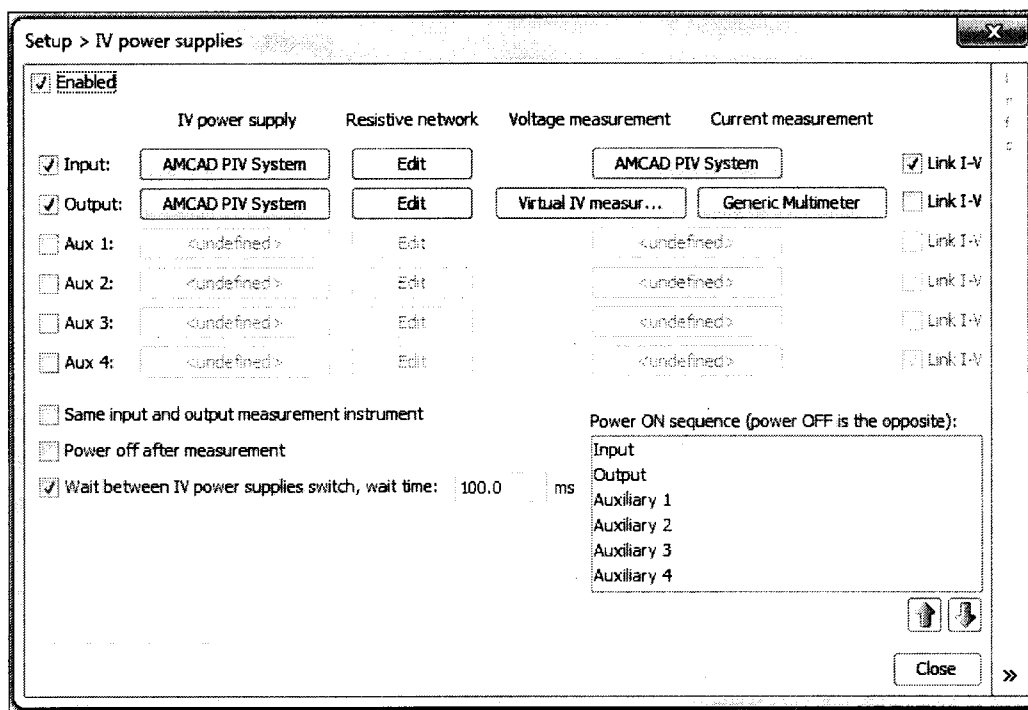 Setup > IV power supplies
Enabled
IV power supply Resistive network Voltage measurement Current measurement
Input: AMCAD PIV System Edit AMCAD PIV System Link I-V
Output: AMCAD PIV System Edit Virtual IV measur... Generic Multimeter Link I-V
Aux 1: <undefined> Edit <undefined> Link I-V
Aux 2: <undefined> Edit <undefined> Link I-V
Aux 3: <undefined> Edit <undefined> Link I-V
Aux 4: <undefined> Edit <undefined> Link I-V
Same input and output measurement instrument
Power off after measurement
Wait between IV power supplies switch, wait time: 100.0 ms
Power ON sequence (power OFF is the opposite):
Input
Output
Auxiliary 1
Auxiliary 2
Auxiliary 3
Auxiliary 4
Close »